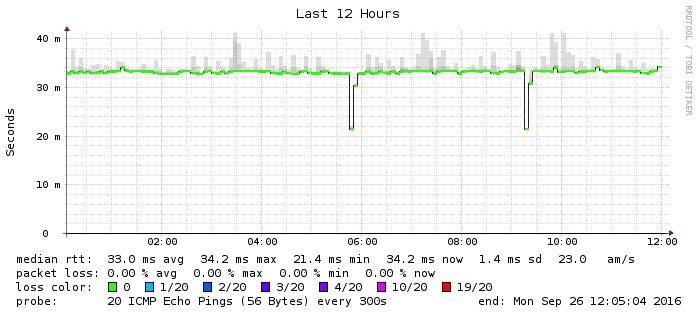 Last 12 Hours
RRDTOOL / TOBI OETIKER
Seconds
40 m
30 m
20 m
10 m
0
02:00 04:00 06:00 08:00 10:00 12:00
median rtt: 33.0 ms avg 34.2 ms max 21.4 ms min 34.2 ms now 1.4 ms sd 23.0 am/s
packet loss: 0.00 % avg 0.00 % max 0.00 % min 0.00 % now
loss color: 0 1/20 2/20 3/20 4/20 10/20 19/20
probe: 20 ICMP Echo Pings (56 Bytes) every 300s end: Mon Sep 26 12:05:04 2016